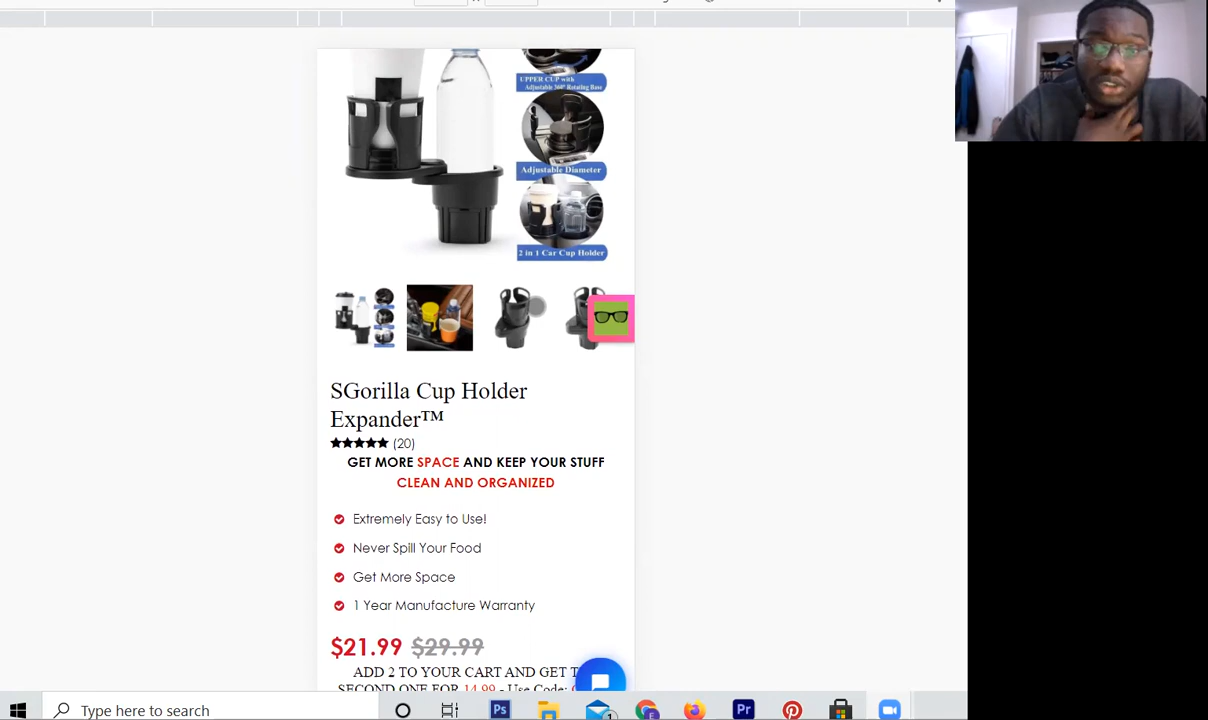 UPPER CUP with
Adjustable 360° Rotating Base
Adjustable Diameter
2 in 1 Car Cup Holder
SGorilla Cup Holder
Expander™
(20)
GET MORE SPACE AND KEEP YOUR STUFF
CLEAN AND ORGANIZED
Extremely Easy to Use!
Never Spill Your Food
Get More Space
1 Year Manufacture Warranty
$21.99 $29.99
ADD 2 TO YOUR CART AND GET
SECOND ONE FOR 14.99 - Use Code:
Type here to search
Ps
1
E
Pr